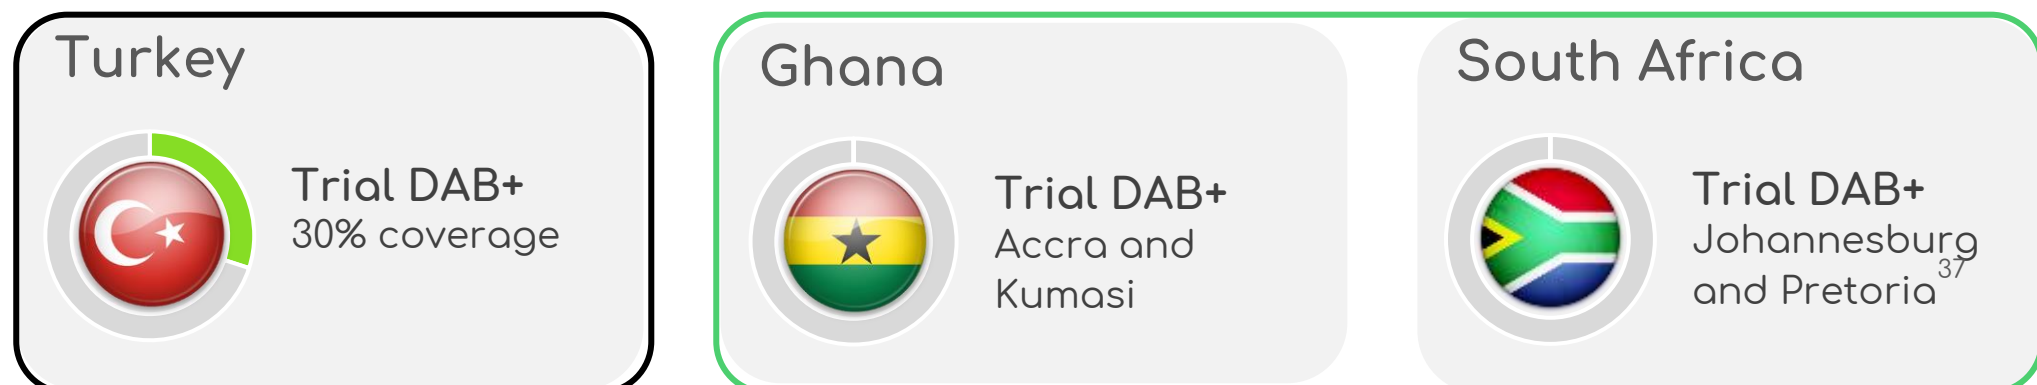 Turkey
Trial DAB+
30% coverage
Ghana
Trial DAB+
Accra and
Kumasi
South Africa
Trial DAB+
Johannesburg
and Pretoria
37